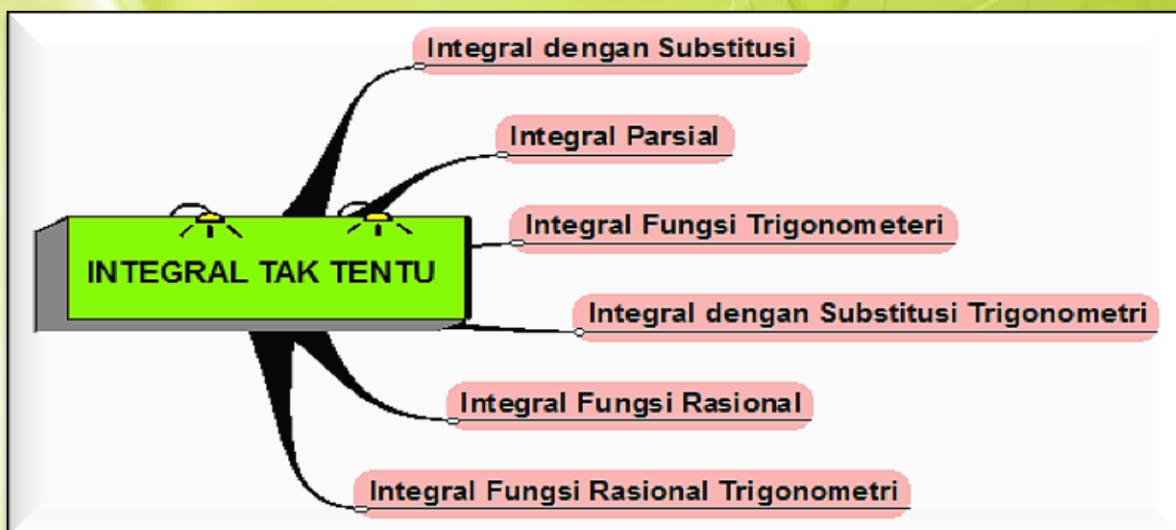 Integral dengan Substitusi
Integral Parsial
Integral Fungsi Trigonometeri
INTEGRAL TAK TENTU
Integral dengan Substitusi Trigonometri
Integral Fungsi Rasional
Integral Fungsi Rasional Trigonometri